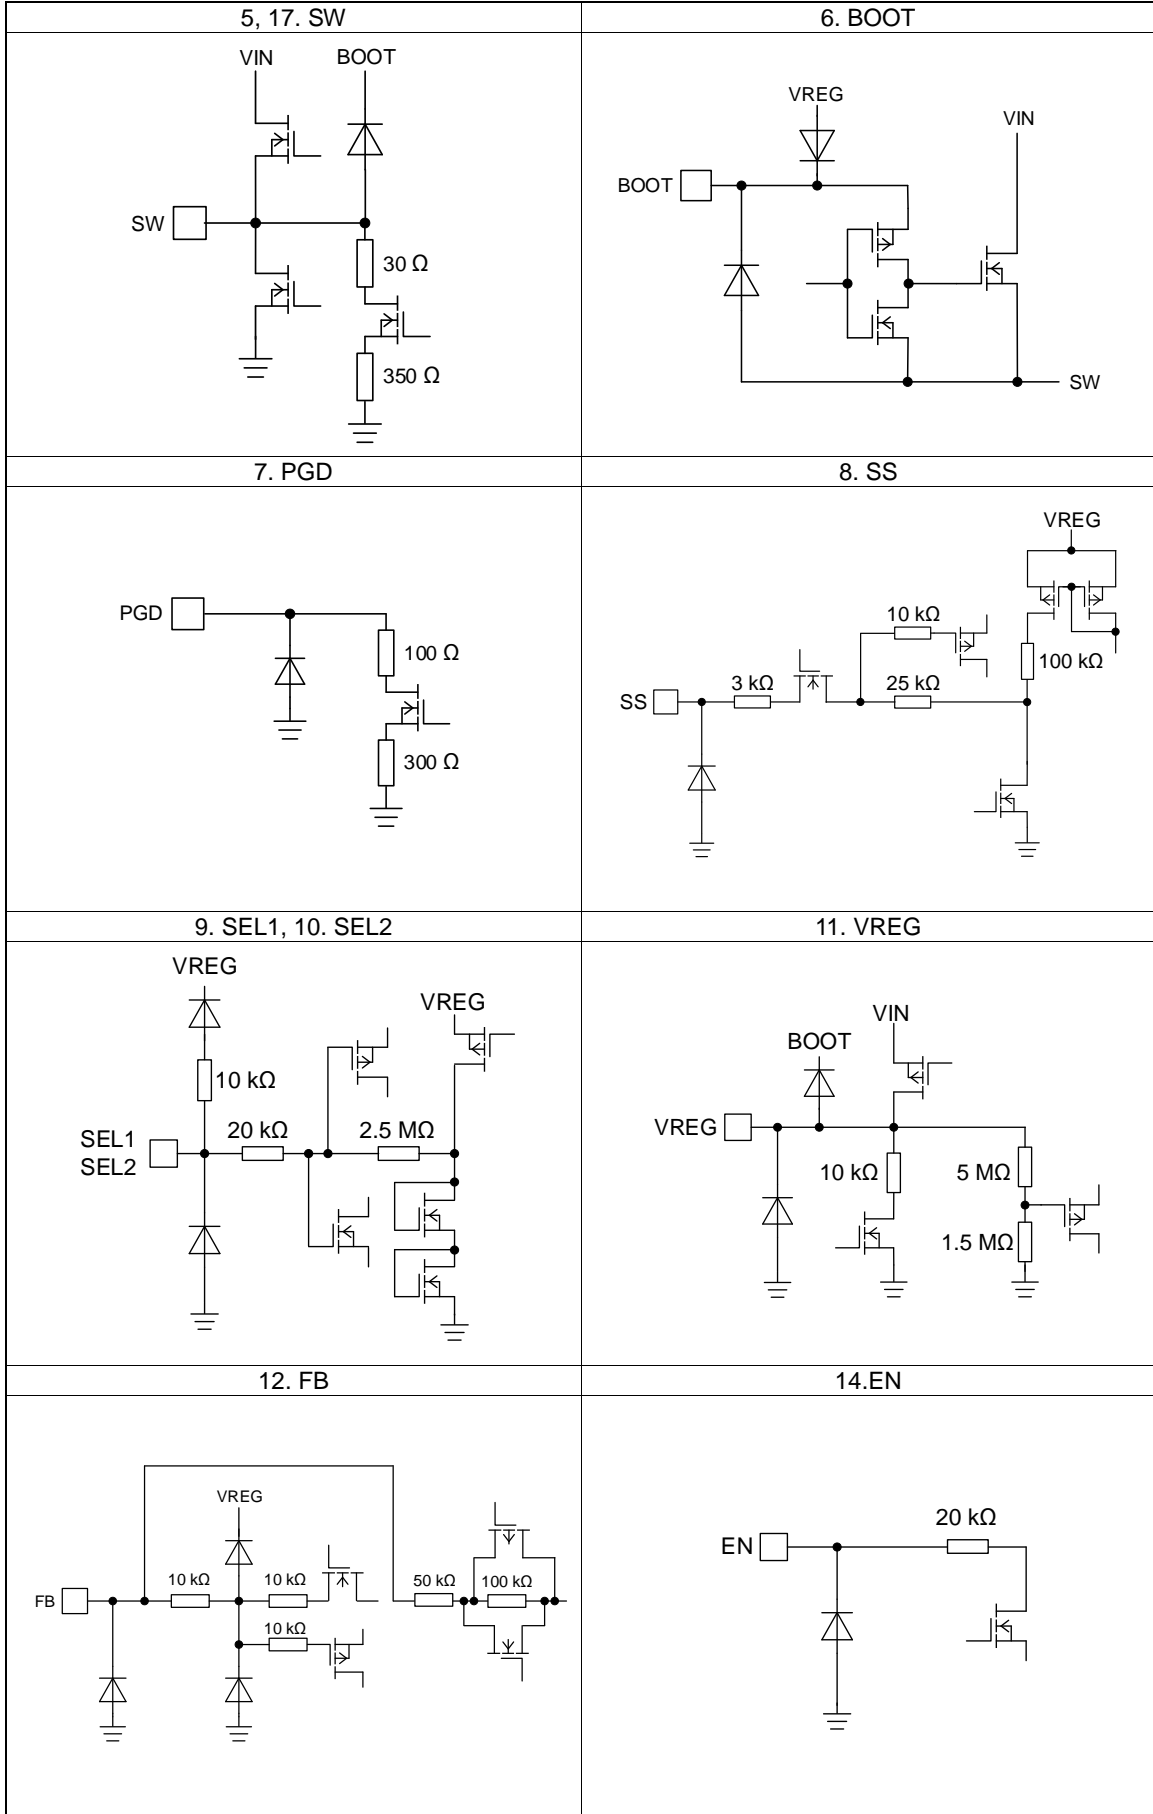 5, 17. SW
VIN
BOOT
SW
30 Ω
350 Ω
6. BOOT
VREG
VIN
BOOT
SW
7. PGD
PGD
100 Ω
300 Ω
8. SS
VREG
10 kΩ
100 kΩ
3 kΩ
25 kΩ
SS
9. SEL1, 10. SEL2
VREG
VREG
10 kΩ
20 kΩ
2.5 MΩ
SEL1
SEL2
11. VREG
VIN
BOOT
VREG
10 kΩ
5 MΩ
1.5 MΩ
12. FB
VREG
10 kΩ
10 kΩ
50 kΩ
100 kΩ
FB
10 kΩ
14.EN
20 kΩ
EN